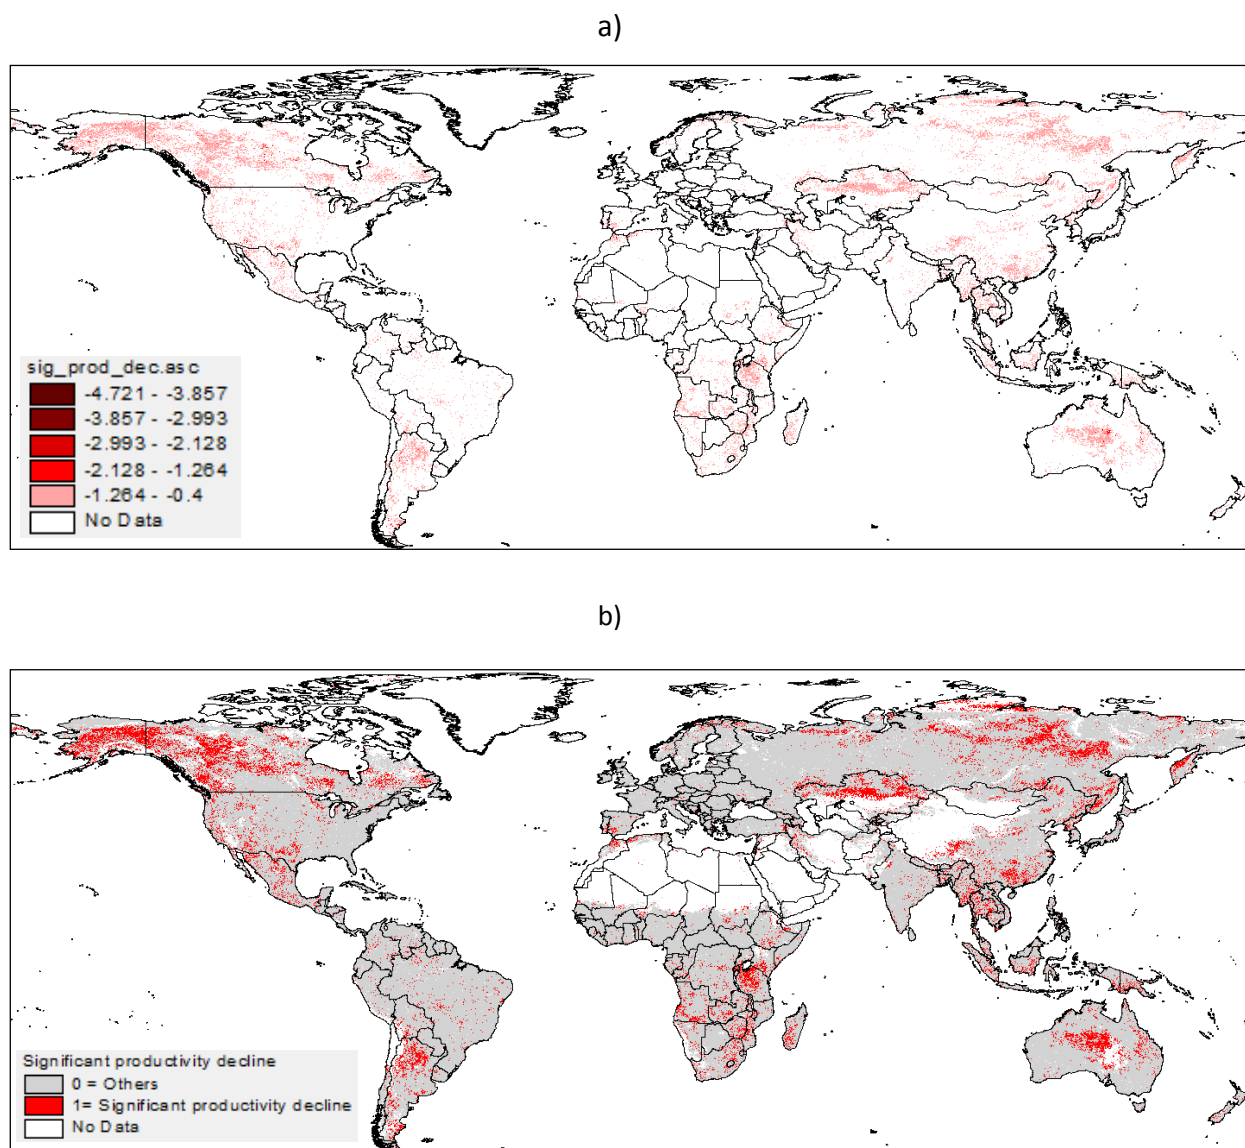 a)
sig_prod_dec.asc
-4.721 - -3.857
-3.857 - -2.993
-2.993 - -2.128
-2.128 - -1.264
-1.264 - -0.4
No Data
b)
Significant productivity decline
0 = Others
1= Significant productivity decline
No Data